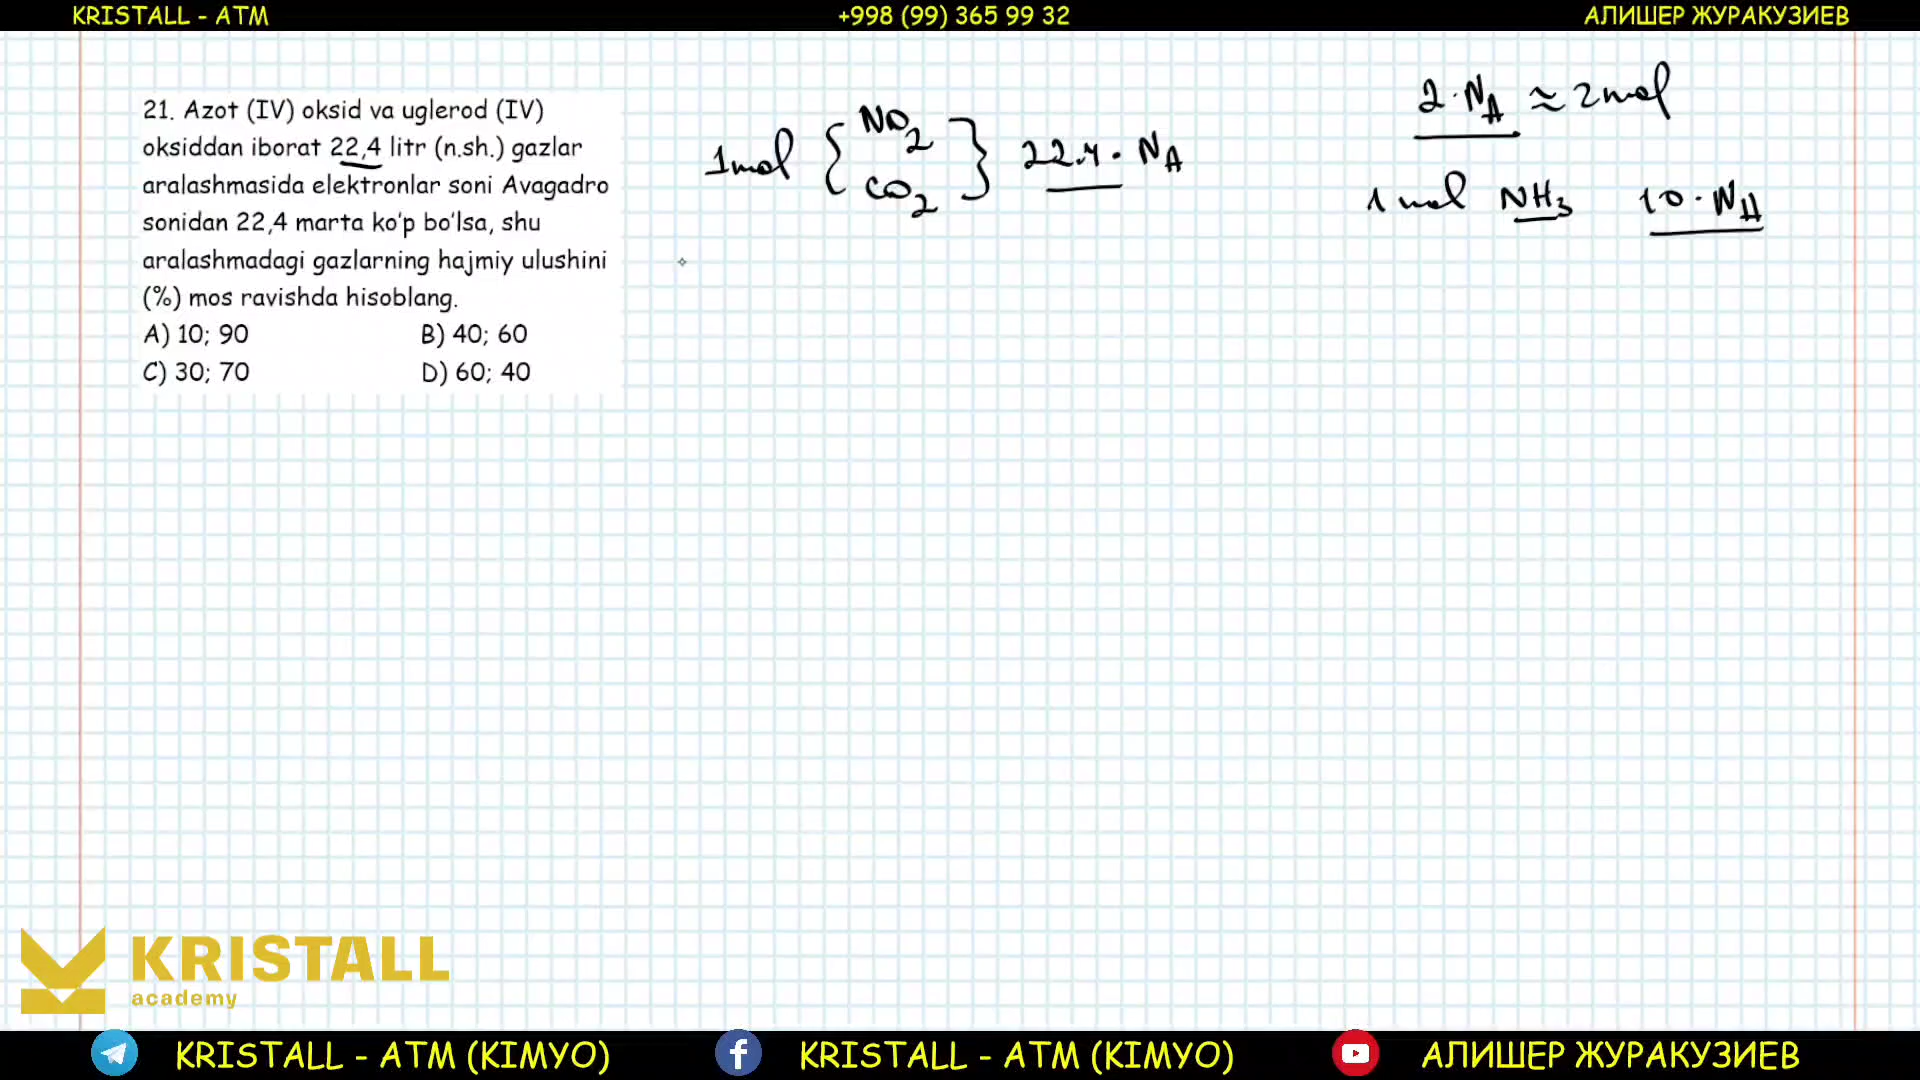 KRISTALL - ATM
+998 (99) 365 99 32
АЛИШЕР ЖУРАКУЗИЕВ
21. Azot (IV) oksid va uglerod (IV)
oksiddan iborat 22,4 litr (n.sh.) gazlar
aralashmasida elektronlar soni Avagadro
sonidan 22,4 marta ko'p bo'lsa, shu
aralashmadagi gazlarning hajmiy ulushini
(%) mos ravishda hisoblang.
A) 10; 90 B) 40; 60
C) 30; 70 D) 60; 40
1mol { NO2 CO2 } 22.4 · NA
2 · NA ≈ 2mol
1 mol NH3 10 · NA
KRISTALL
academy
KRISTALL - ATM (KIMYO)
KRISTALL - ATM (KIMYO)
АЛИШЕР ЖУРАКУЗИЕВ